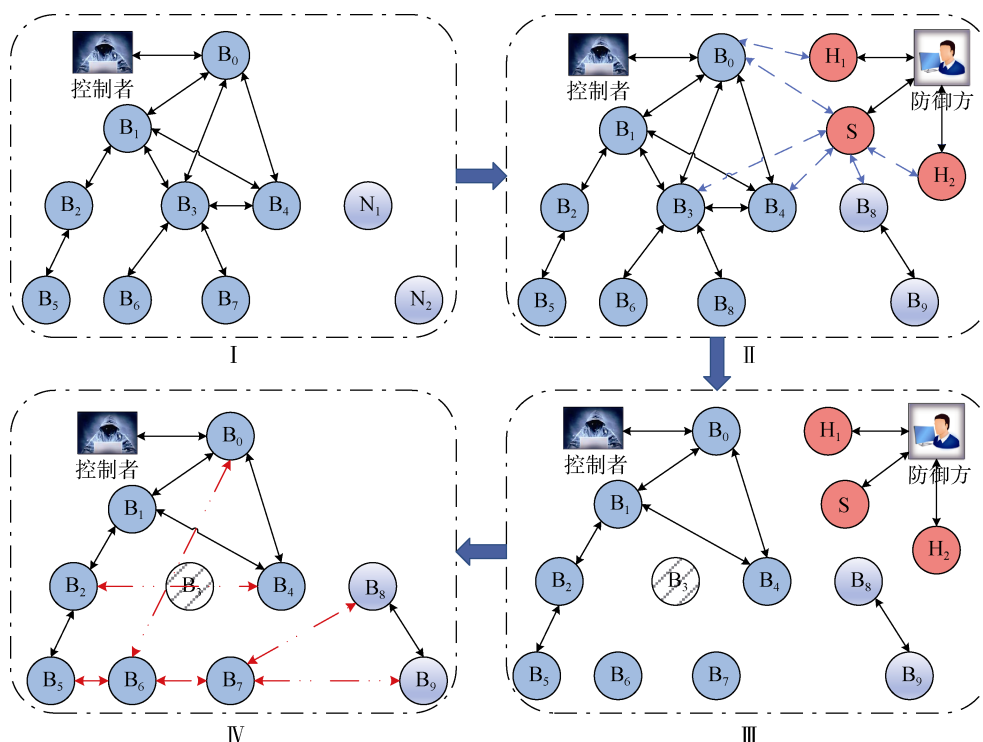 B₀
控制者
B₁
B₂
B₃
B₄
N₁
B₅
B₆
B₇
N₂
Ⅰ
B₀
H₁
控制者
防御方
B₁
S
H₂
B₂
B₃
B₄
B₈
B₅
B₆
B₈
B₉
Ⅱ
B₀
控制者
B₁
B₂
B₃
B₄
B₈
B₅
B₆
B₇
B₉
Ⅳ
B₀
H₁
控制者
防御方
B₁
S
H₂
B₂
B₃
B₄
B₈
B₅
B₆
B₇
B₉
Ⅲ